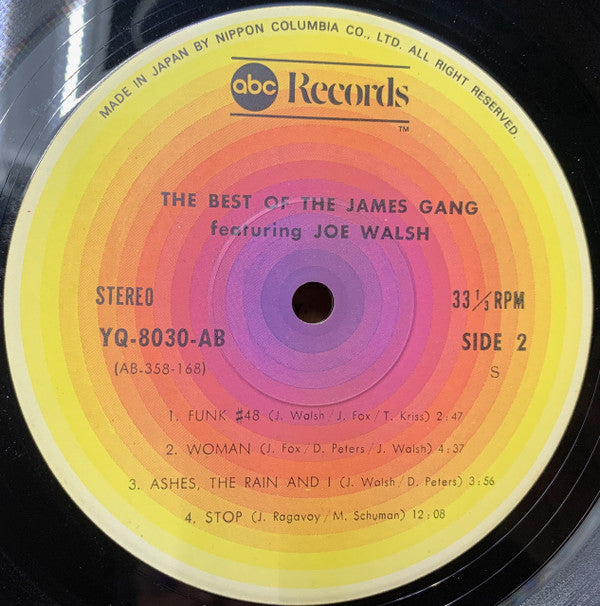 MADE IN JAPAN BY NIPPON COLUMBIA CO., LTD. ALL RIGHT RESERVED.
abc Records
TM
THE BEST OF THE JAMES GANG
featuring JOE WALSH
STEREO
33 1/3 RPM
YQ-8030-AB
SIDE 2
(AB-358-168)
S
1. FUNK #48 (J. Walsh/J. Fox/T. Kriss) 2:47
2. WOMAN (J. Fox/D. Peters/J. Walsh) 4:37
3. ASHES, THE RAIN AND I (J. Walsh/D. Peters) 3:56
4. STOP (J. Ragavoy/M. Schuman) 12:08